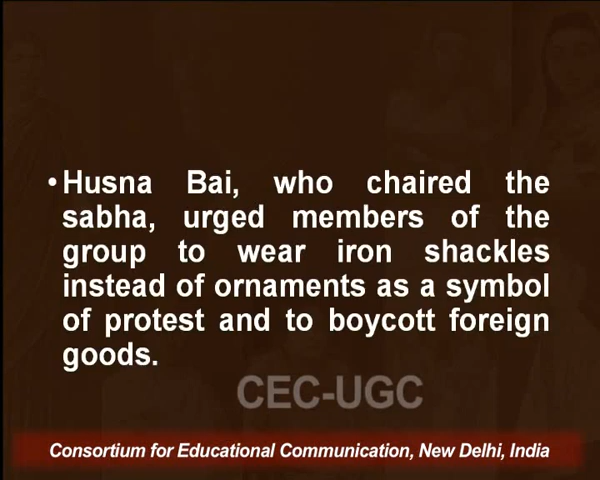 •Husna Bai, who chaired the
sabha, urged members of the
group to wear iron shackles
instead of ornaments as a symbol
of protest and to boycott foreign
goods.
CEC-UGC
Consortium for Educational Communication, New Delhi, India